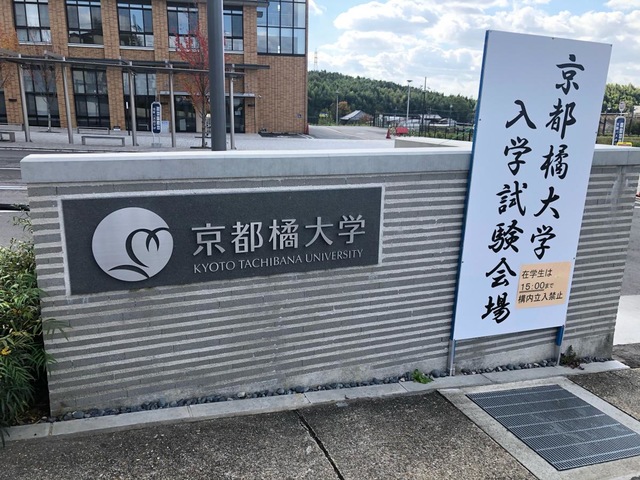 京都橘大学
KYOTO TACHIBANA UNIVERSITY
京都橘大学
入学試験会場
在学生は
15:00まで
構内立入禁止